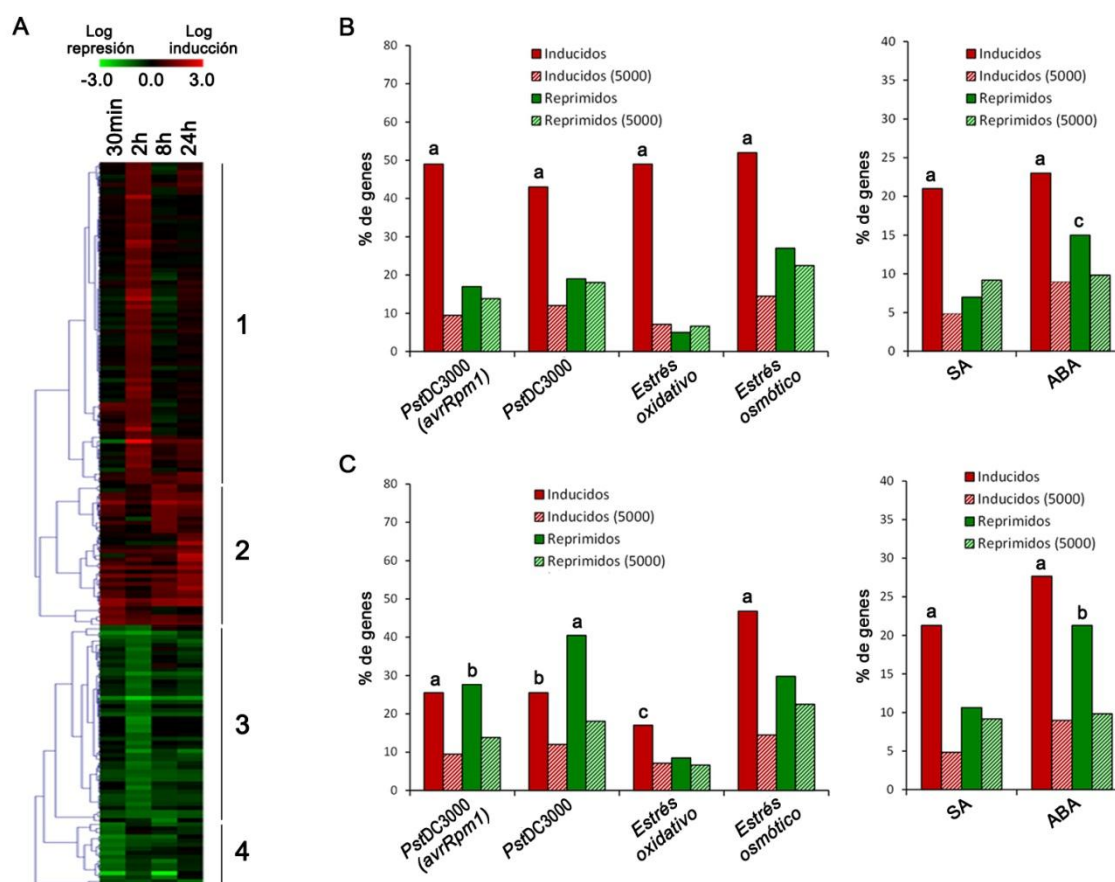 A
Log
represión
Log
inducción
-3.0 0.0 3.0
30min
2h
8h
24h
1
2
3
4
B
% de genes
80
70
60
50
40
30
20
10
0
Inducidos
Inducidos (5000)
Reprimidos
Reprimidos (5000)
a
a
a
a
PstDC3000
(avrRpm1)
PstDC3000
Estrés
oxidativo
Estrés
osmótico
% de genes
40
35
30
25
20
15
10
5
0
Inducidos
Inducidos (5000)
Reprimidos
Reprimidos (5000)
a
a
c
SA
ABA
C
% de genes
80
70
60
50
40
30
20
10
0
Inducidos
Inducidos (5000)
Reprimidos
Reprimidos (5000)
a
b
b
a
c
a
PstDC3000
(avrRpm1)
PstDC3000
Estrés
oxidativo
Estrés
osmótico
% de genes
40
35
30
25
20
15
10
5
0
Inducidos
Inducidos (5000)
Reprimidos
Reprimidos (5000)
a
a
b
SA
ABA